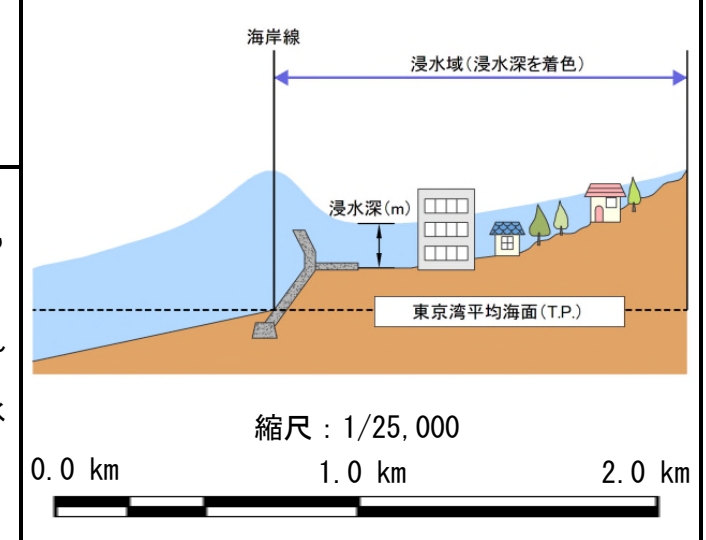 海岸線
浸水域(浸水深を着色)
浸水深(m)
東京湾平均海面(T.P.)
縮尺：1/25,000
0.0 km 1.0 km 2.0 km